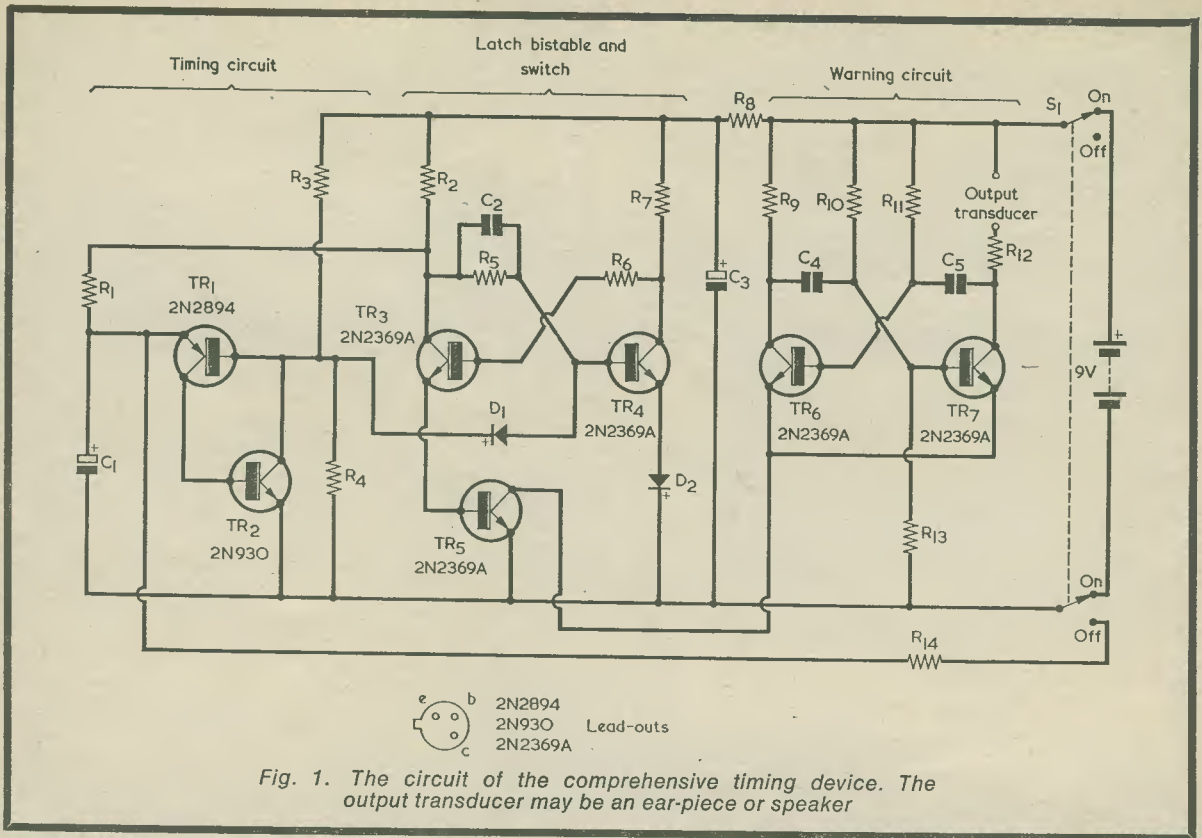 Timing circuit
Latch bistable and
switch
Warning circuit
R8
S1
On
Off
R3
R2
C2
R5
R7
R6
C3
+
R9
R10
R11
Output
transducer
R12
C4
C5
R1
TR1
2N2894
TR3
2N2369A
TR4
2N2369A
TR6
2N2369A
TR7
2N2369A
9V
+
D1
+
D2
+
C1
+
R4
TR2
2N930
TR5
2N2369A
R13
On
Off
R14
e
b
c
2N2894
2N930
2N2369A
Lead-outs
Fig. 1. The circuit of the comprehensive timing device. The
output transducer may be an ear-piece or speaker